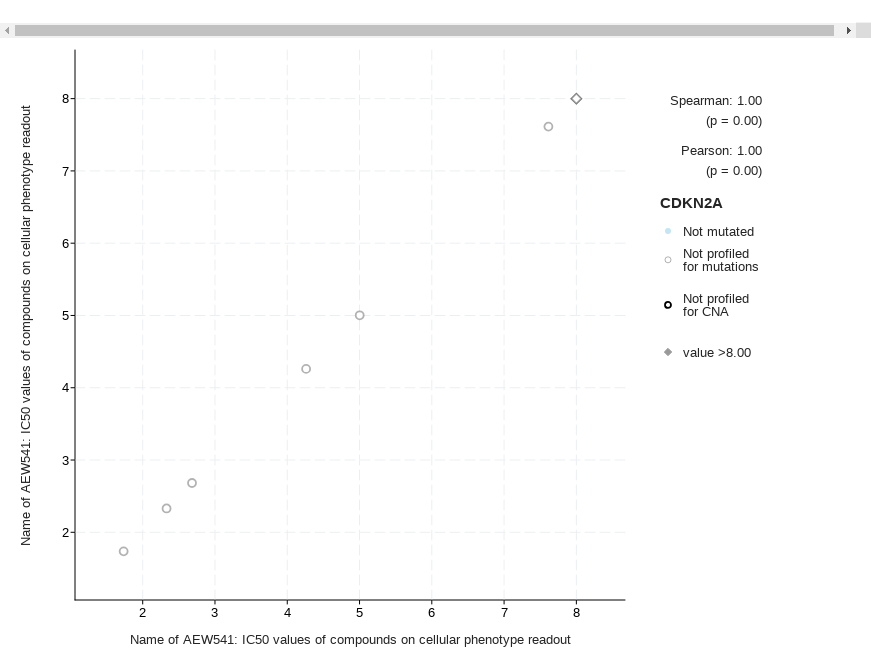 Name of AEW541: IC50 values of compounds on cellular phenotype readout
8
7
6
5
4
3
2
2 3 4 5 6 7 8
Name of AEW541: IC50 values of compounds on cellular phenotype readout
Spearman: 1.00
(p = 0.00)
Pearson: 1.00
(p = 0.00)
CDKN2A
Not mutated
Not profiled
for mutations
Not profiled
for CNA
value >8.00